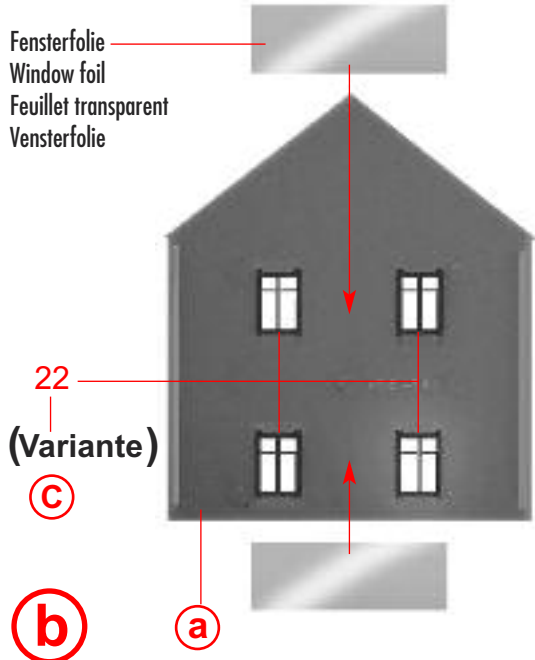 Fensterfolie
Window foil
Feuillet transparent
Vensterfolie
22
(Variante)
c
b
a